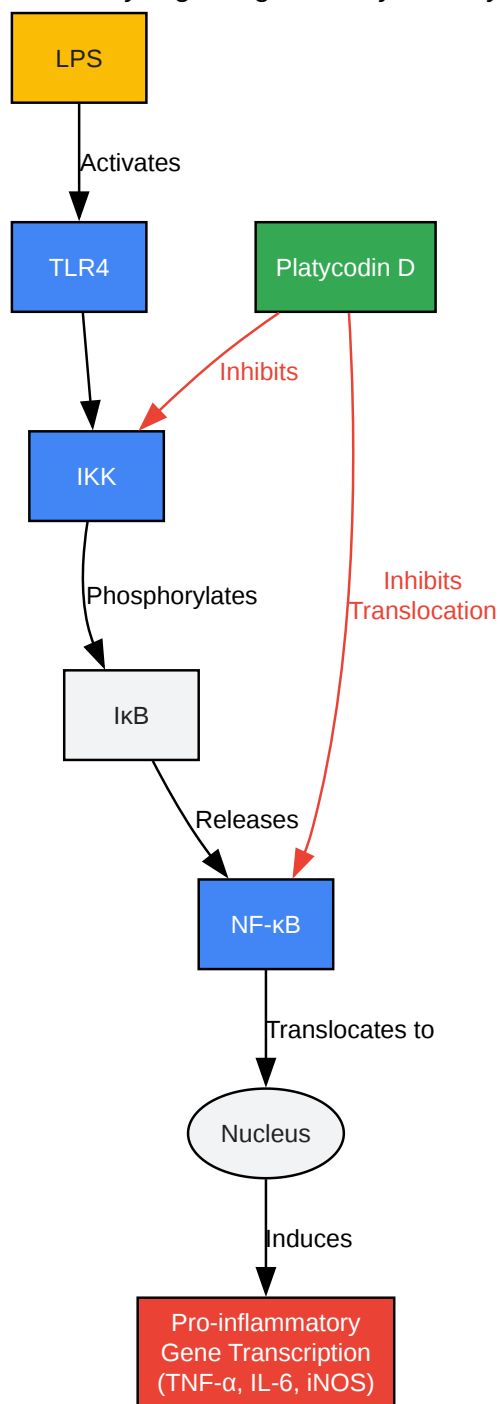 LPS
Activates
TLR4
Platycodin D
Inhibits
IKK
Phosphorylates
Inhibits
Translocation
IκB
Releases
NF-κB
Translocates to
Nucleus
Induces
Pro-inflammatory
Gene Transcription
(TNF-α, IL-6, iNOS)